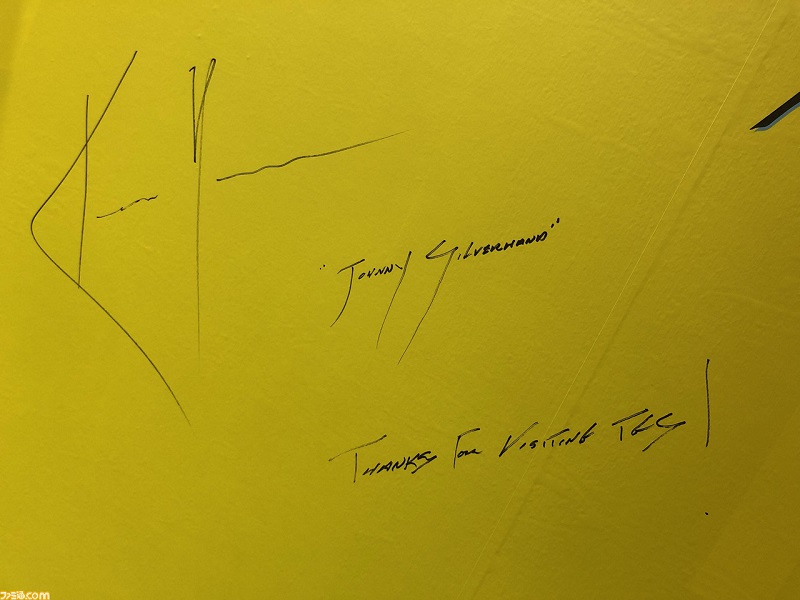 "Johnny Silverhand"
Thanks For Visiting TGS!
ファミ通.com